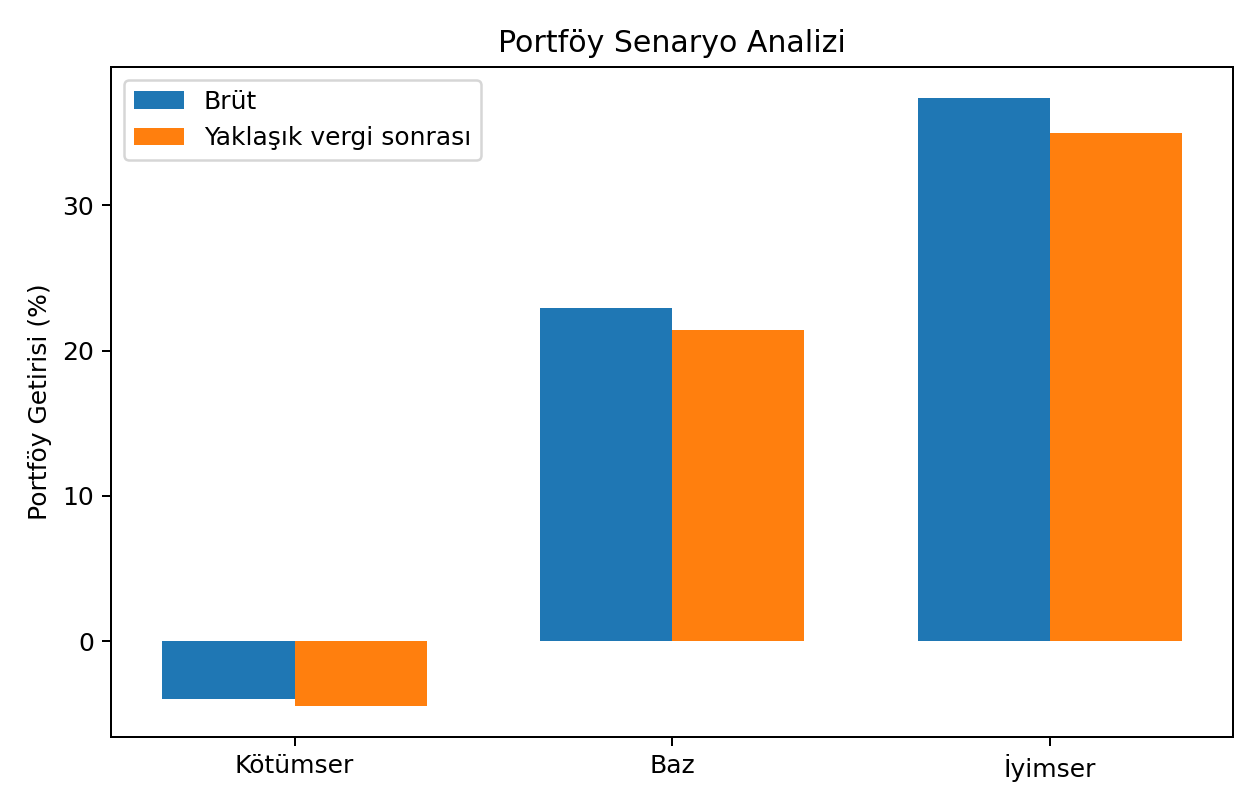 Portföy Senaryo Analizi
Brüt
Yaklaşık vergi sonrası
Portföy Getirisi (%)
30
20
10
0
Kötümser
Baz
İyimser